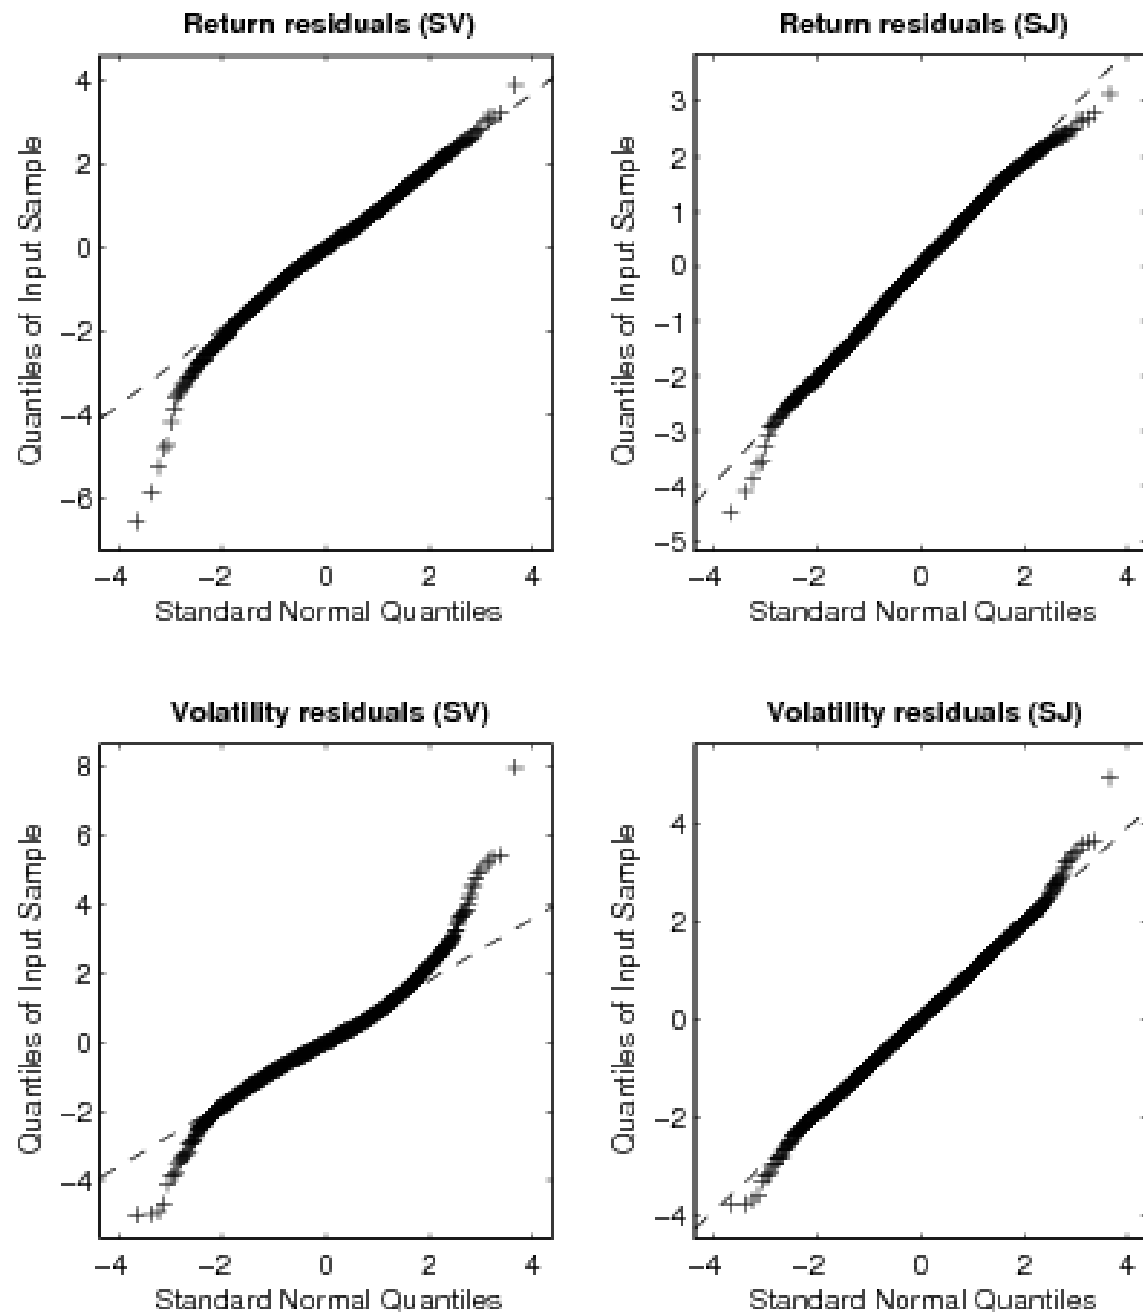 Return residuals (SV)
Quantiles of Input Sample
4
2
0
−2
−4
−6
−4 −2 0 2 4
Standard Normal Quantiles
Return residuals (SJ)
Quantiles of Input Sample
3
2
1
0
−1
−2
−3
−4
−5
−4 −2 0 2 4
Standard Normal Quantiles
Volatility residuals (SV)
Quantiles of Input Sample
8
6
4
2
0
−2
−4
−4 −2 0 2 4
Standard Normal Quantiles
Volatility residuals (SJ)
Quantiles of Input Sample
4
2
0
−2
−4
−4 −2 0 2 4
Standard Normal Quantiles